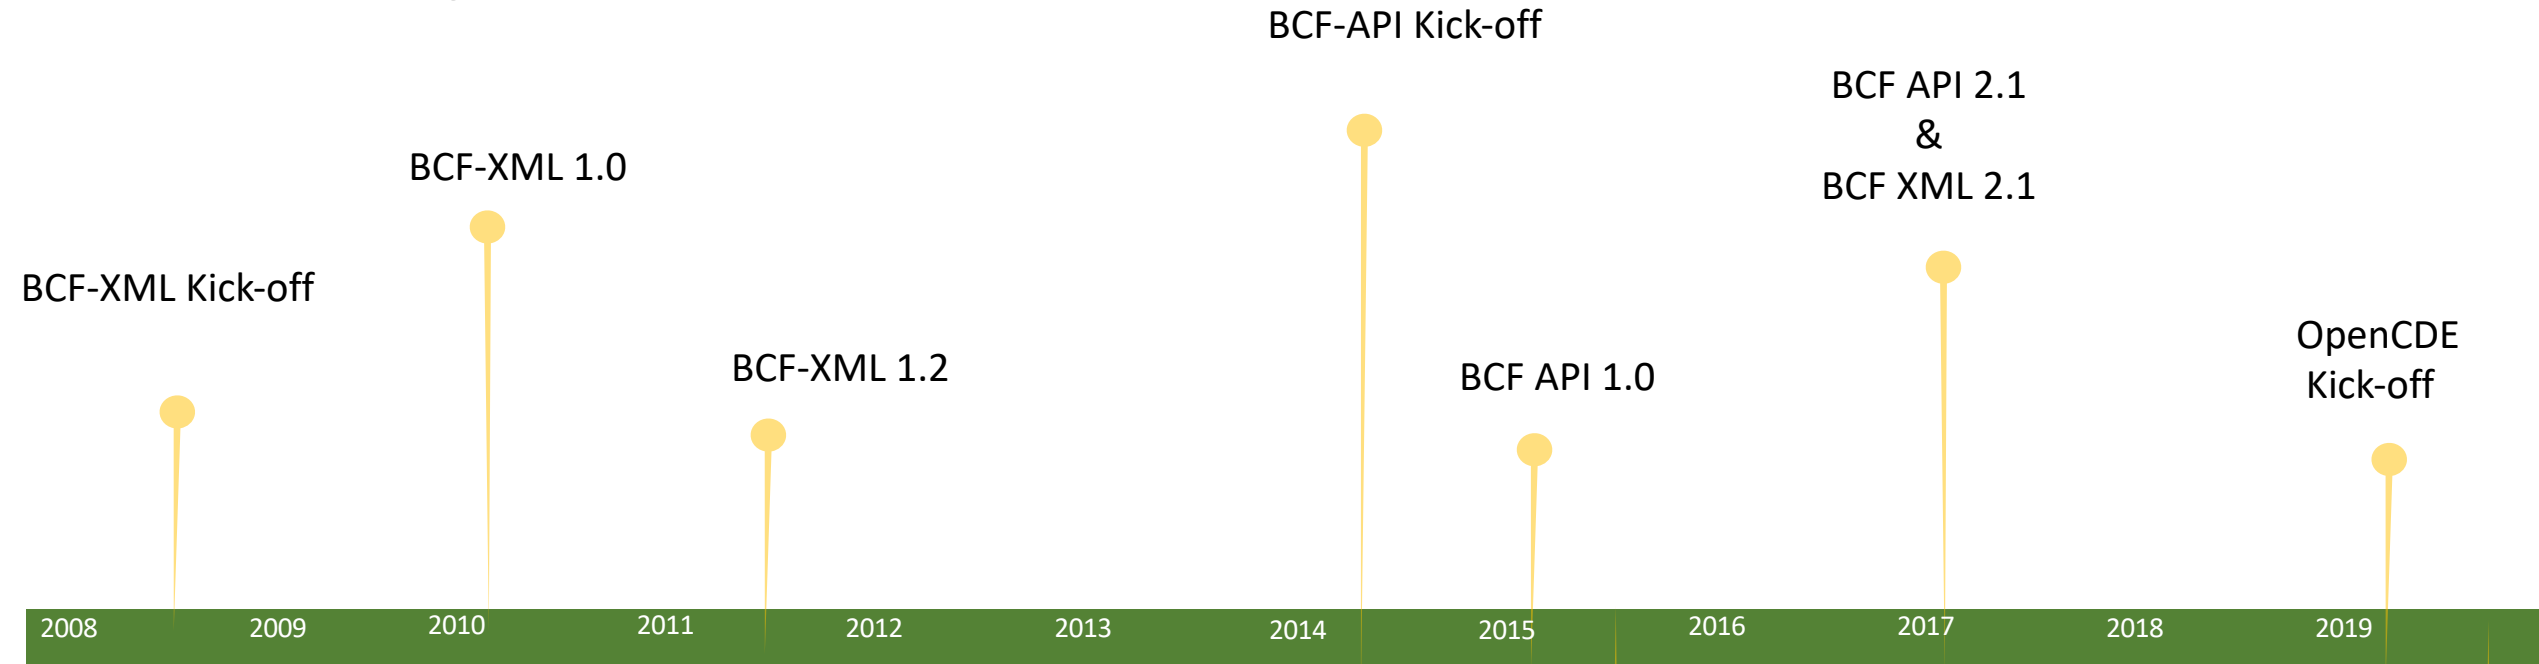 BCF-API Kick-off
BCF API 2.1
&
BCF XML 2.1
BCF-XML 1.0
BCF-XML Kick-off
OpenCDE
Kick-off
BCF-XML 1.2
BCF API 1.0
2008
2009
2010
2011
2012
2013
2014
2015
2016
2017
2018
2019